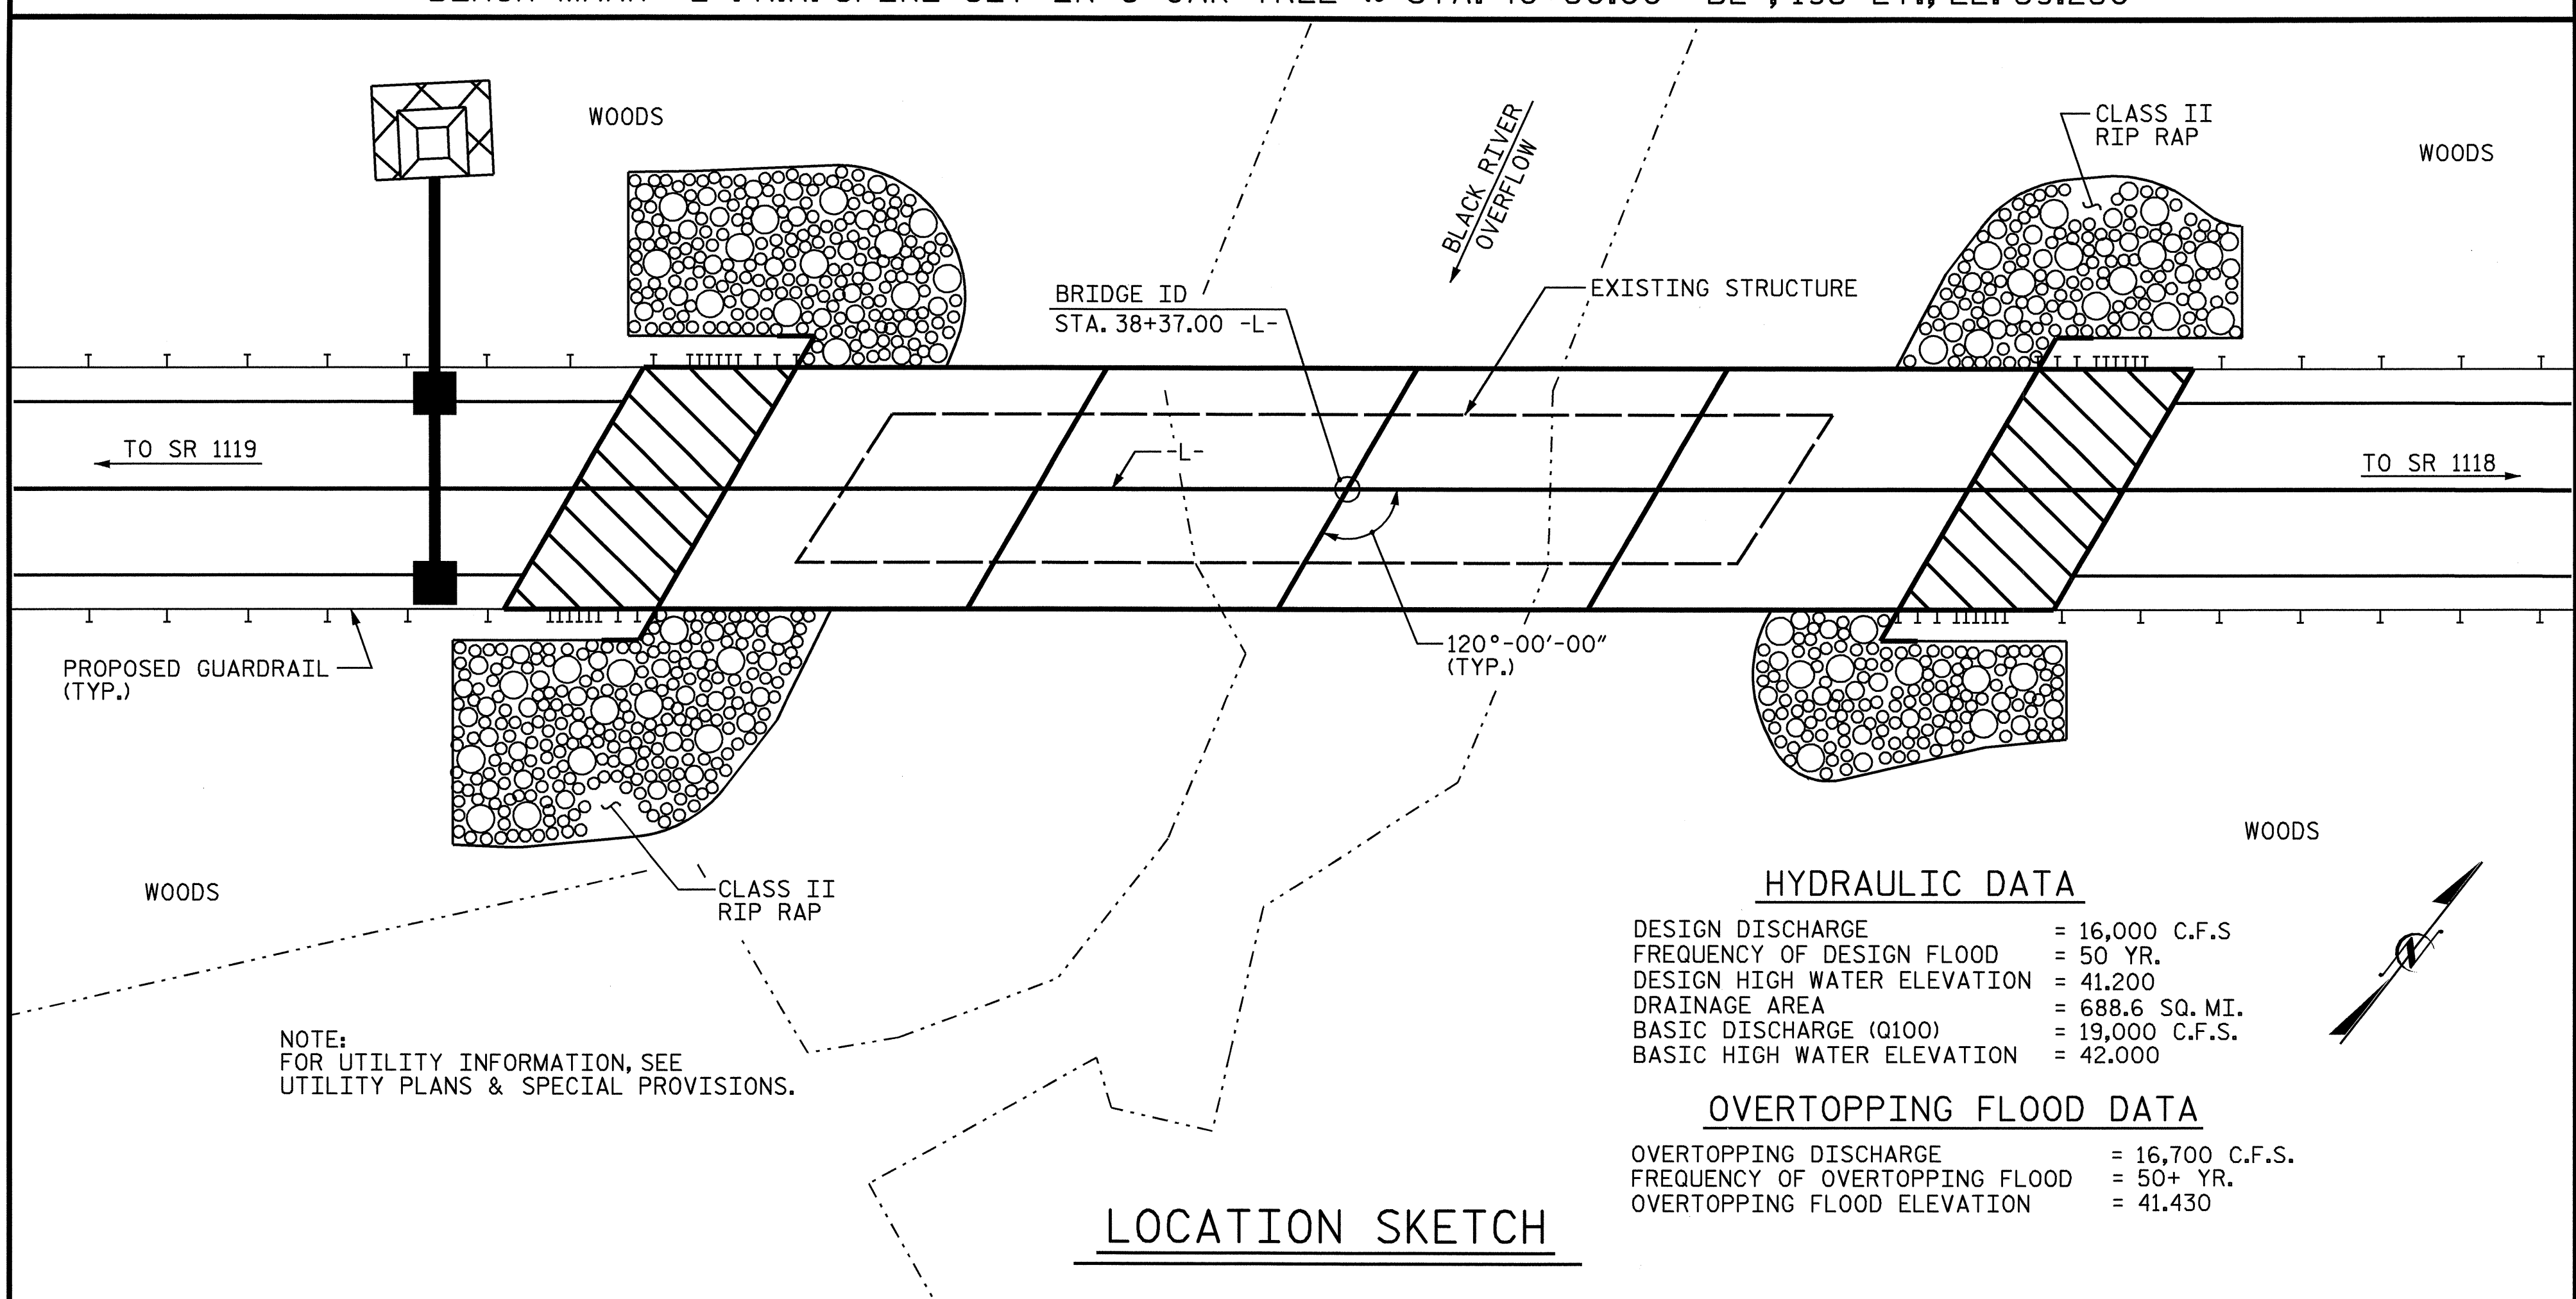 WOODS
CLASS II
RIP RAP
WOODS
BLACK RIVER
OVERFLOW
BRIDGE ID
STA. 38+37.00 -L-
EXISTING STRUCTURE
TO SR 1119
-L-
TO SR 1118
PROPOSED GUARDRAIL
(TYP.)
120°-00'-00"
(TYP.)
WOODS
CLASS II
RIP RAP
WOODS
HYDRAULIC DATA
DESIGN DISCHARGE = 16,000 C.F.S
FREQUENCY OF DESIGN FLOOD = 50 YR.
DESIGN HIGH WATER ELEVATION = 41.200
DRAINAGE AREA = 688.6 SQ. MI.
BASIC DISCHARGE (Q100) = 19,000 C.F.S.
BASIC HIGH WATER ELEVATION = 42.000
N
NOTE:
FOR UTILITY INFORMATION, SEE
UTILITY PLANS & SPECIAL PROVISIONS.
OVERTOPPING FLOOD DATA
OVERTOPPING DISCHARGE = 16,700 C.F.S.
FREQUENCY OF OVERTOPPING FLOOD = 50+ YR.
OVERTOPPING FLOOD ELEVATION = 41.430
LOCATION SKETCH